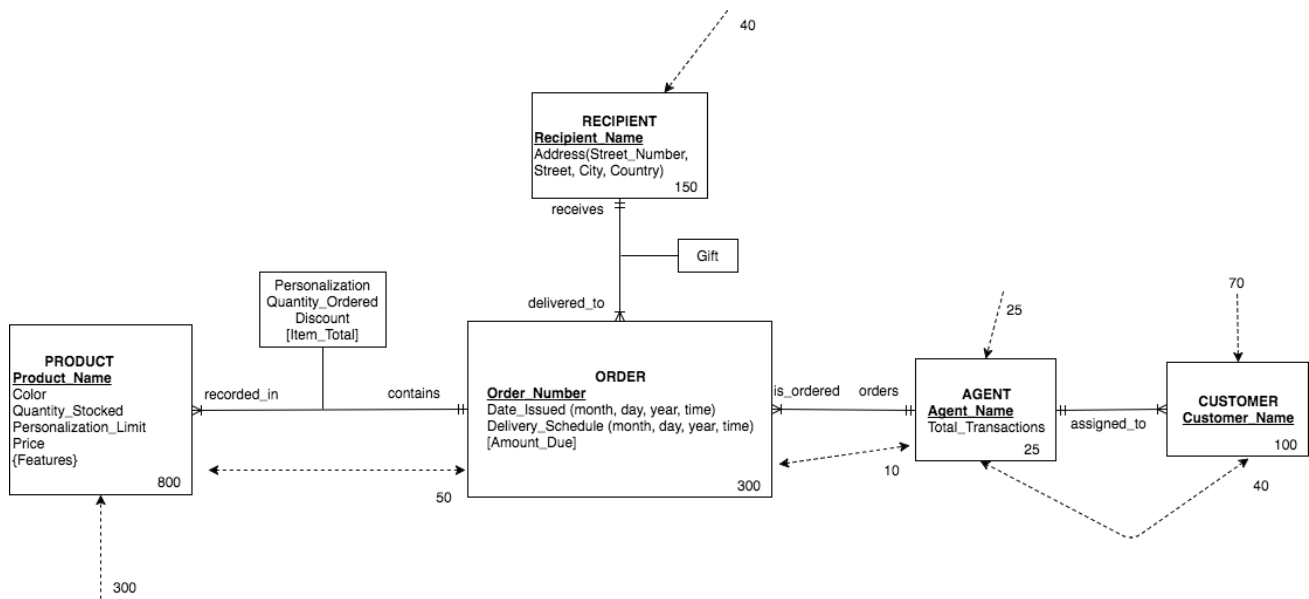 40
RECIPIENT
Recipient_Name
Address(Street_Number,
Street, City, Country)
150
receives
Gift
delivered_to
Personalization
Quantity_Ordered
Discount
[Item_Total]
PRODUCT
Product_Name
Color
Quantity_Stocked
Personalization_Limit
Price
{Features}
800
recorded_in
contains
50
300
ORDER
Order_Number
Date_Issued (month, day, year, time)
Delivery_Schedule (month, day, year, time)
[Amount_Due]
300
is_ordered
orders
10
25
AGENT
Agent_Name
Total_Transactions
25
assigned_to
70
CUSTOMER
Customer_Name
100
40